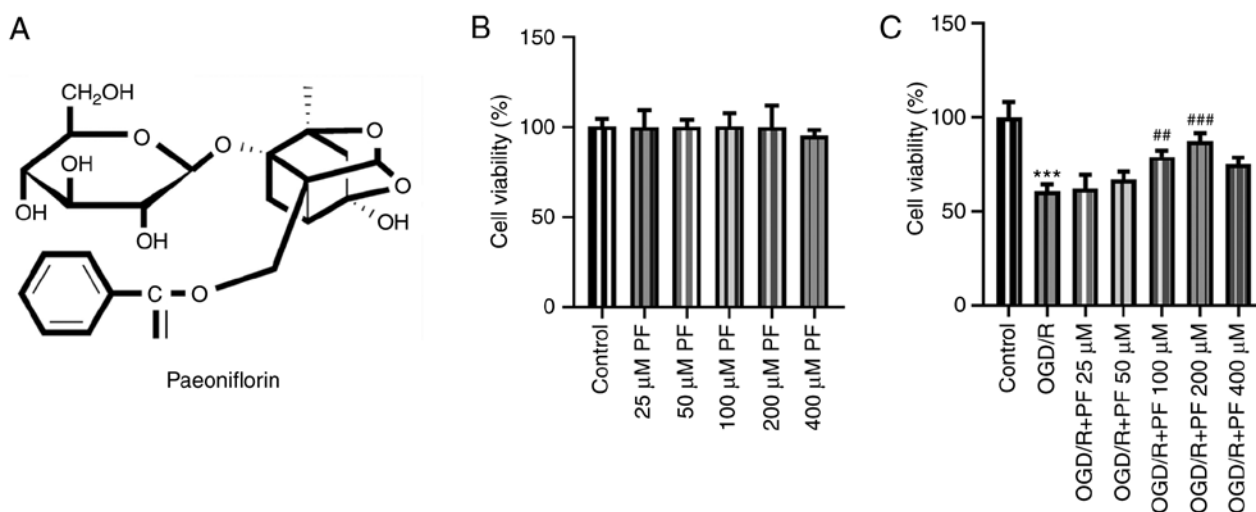 A
CH₂OH
O
OH
OH
OH
O
O
O
OH
C
O
Paeoniflorin
B
Cell viability (%)
150
100
50
0
Control
25 μM PF
50 μM PF
100 μM PF
200 μM PF
400 μM PF
C
Cell viability (%)
150
100
50
0
***
##
###
Control
OGD/R
OGD/R+PF 25 μM
OGD/R+PF 50 μM
OGD/R+PF 100 μM
OGD/R+PF 200 μM
OGD/R+PF 400 μM